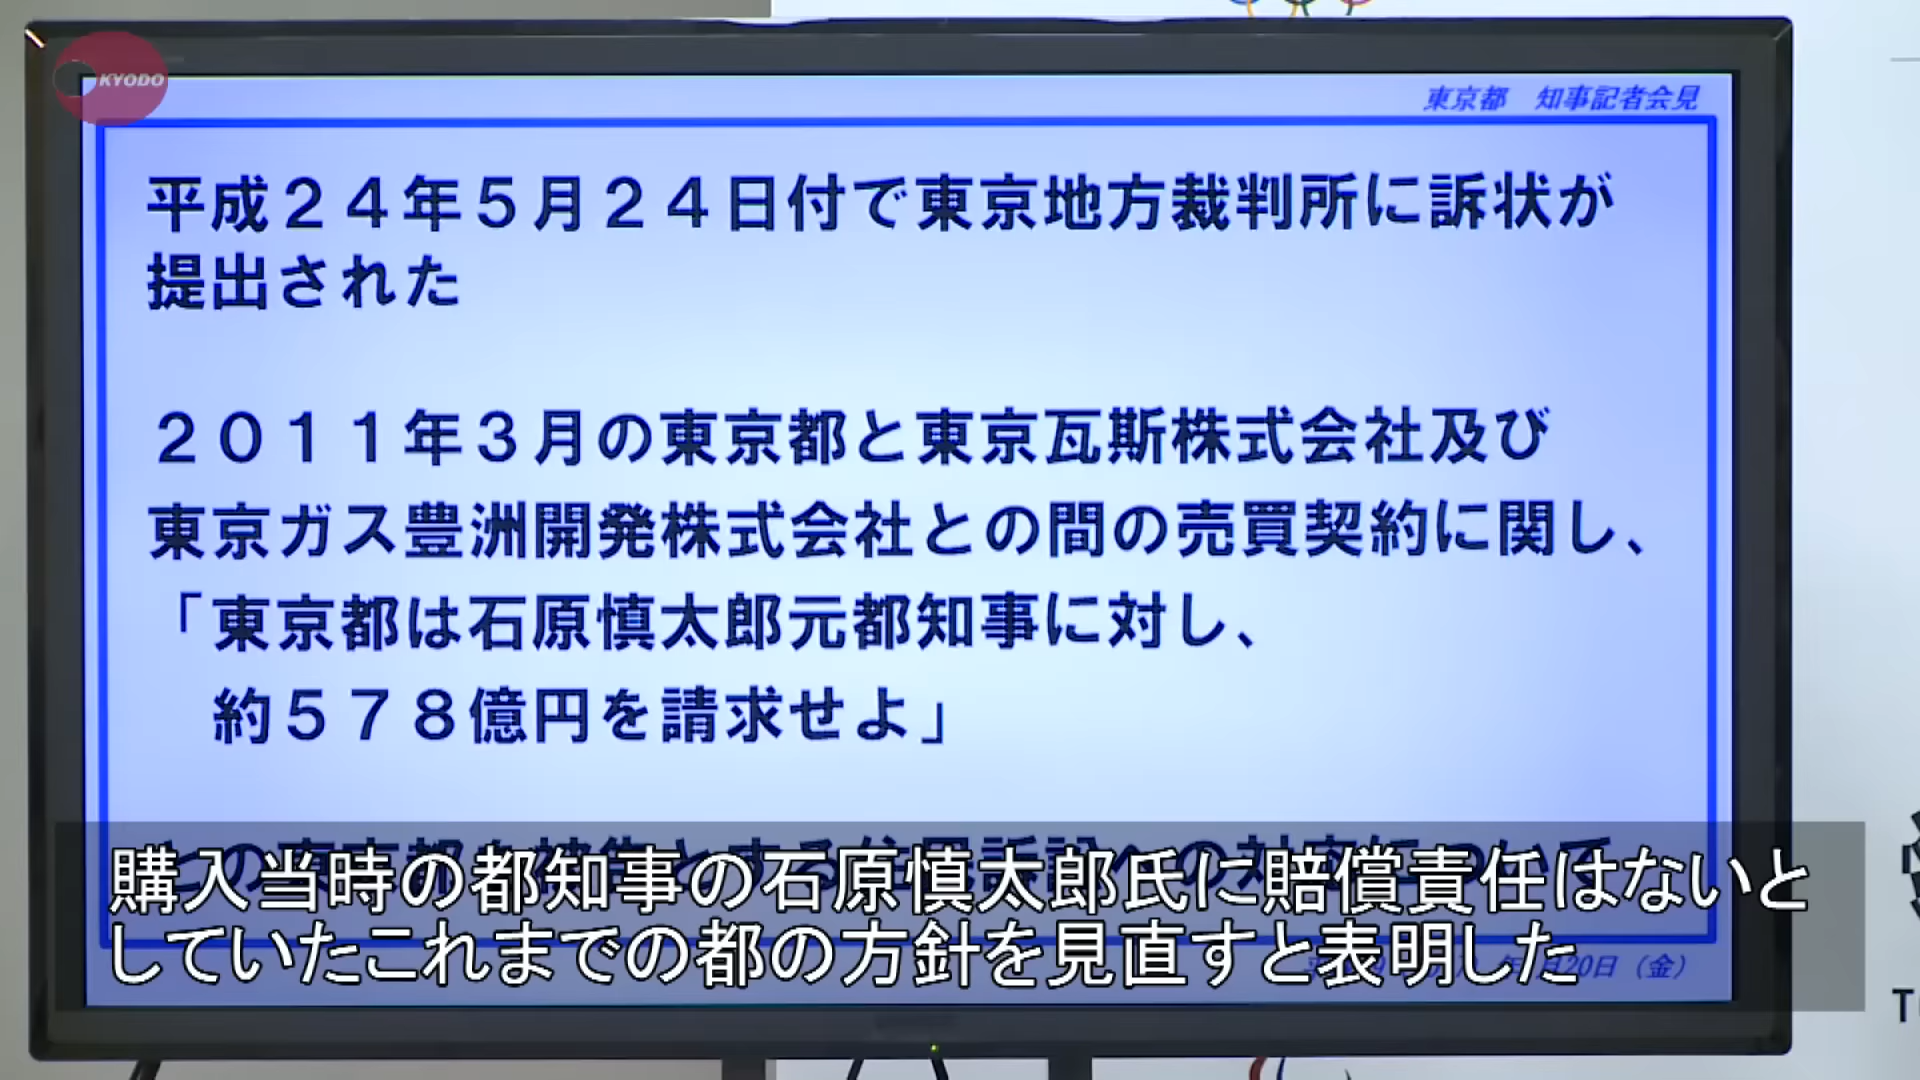 KYODO
東京都　知事記者会見
平成２４年５月２４日付で東京地方裁判所に訴状が
提出された
２０１１年３月の東京都と東京瓦斯株式会社及び
東京ガス豊洲開発株式会社との間の売買契約に関し、
「東京都は石原慎太郎元都知事に対し、
約５７８億円を請求せよ」
購入当時の都知事の石原慎太郎氏に賠償責任はないと
していたこれまでの都の方針を見直すと表明した
20日（金）